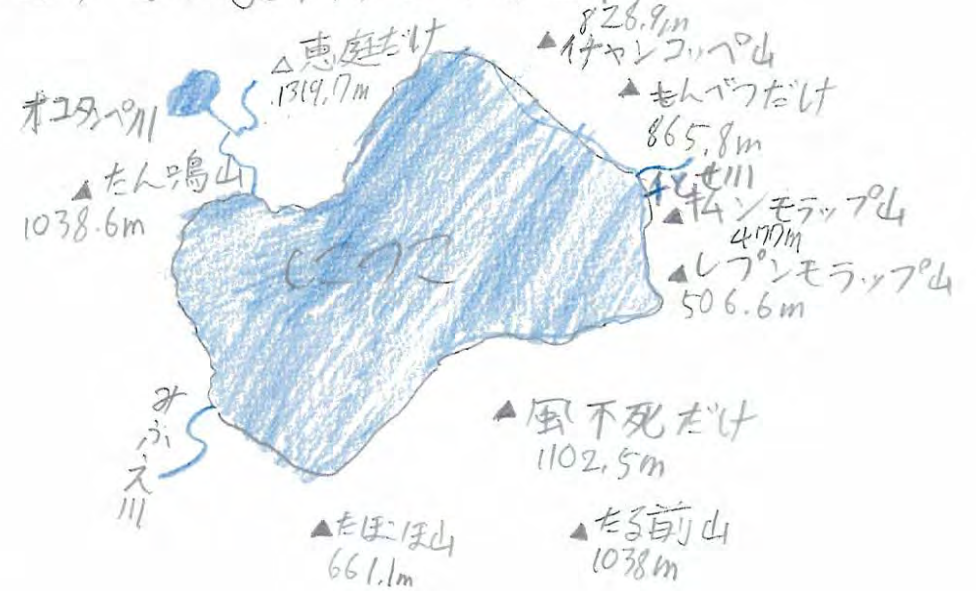 828.9m
▲イチャンコッペ山
△恵庭だけ
1319.7m
▲もんべつだけ
865.8m
オコタンペ川
▲たん鳴山
1038.6m
千とせ川
▲キムンモラップ山
477m
▲レプンモラップ山
506.6m
しこつこ
みふえ川
▲風不死だけ
1102.5m
▲たほこほ山
661.1m
▲たる前山
1038m